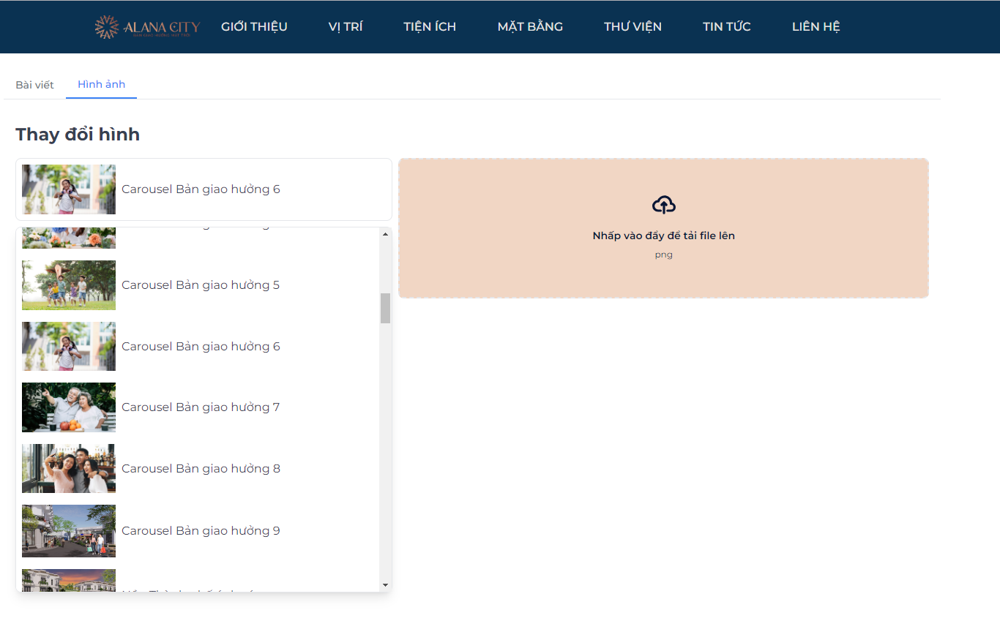 ALANA CITY
GIỚI THIỆU
VỊ TRÍ
TIỆN ÍCH
MẶT BẰNG
THƯ VIỆN
TIN TỨC
LIÊN HỆ
Bài viết
Hình ảnh
Thay đổi hình
Carousel Bản giao hưởng 6
Nhấp vào đẩy để tải file lên
png
Carousel Bản giao hưởng 5
Carousel Bản giao hưởng 6
Carousel Bản giao hưởng 7
Carousel Bản giao hưởng 8
Carousel Bản giao hưởng 9